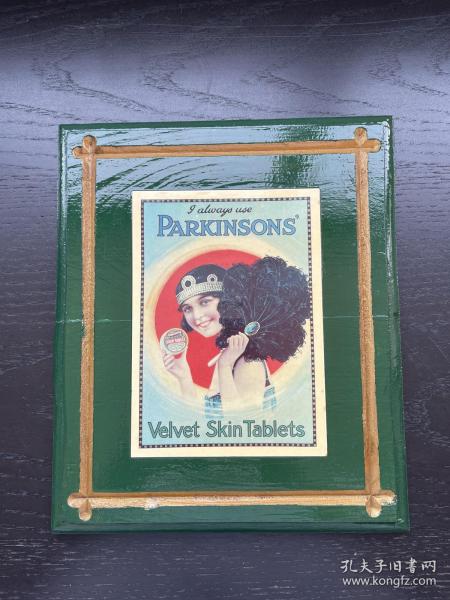 I always use
PARKINSONS'
Velvet Skin Tablets
孔夫子旧书网
www.kongfz.com